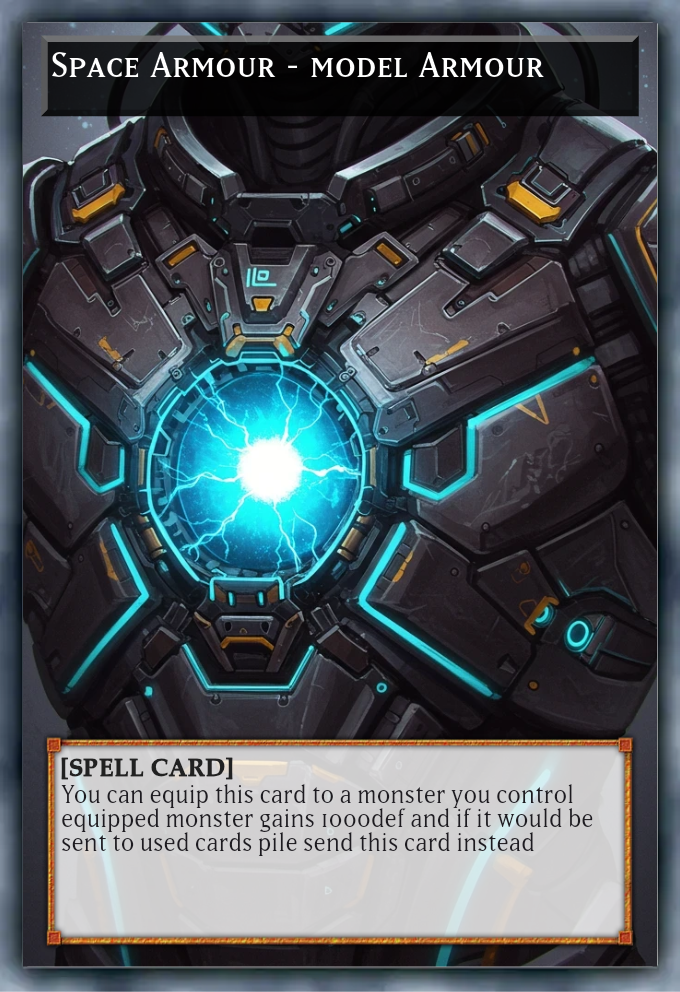 Space Armour - model Armour
[SPELL CARD]
You can equip this card to a monster you control
equipped monster gains 1000def and if it would be
sent to used cards pile send this card instead